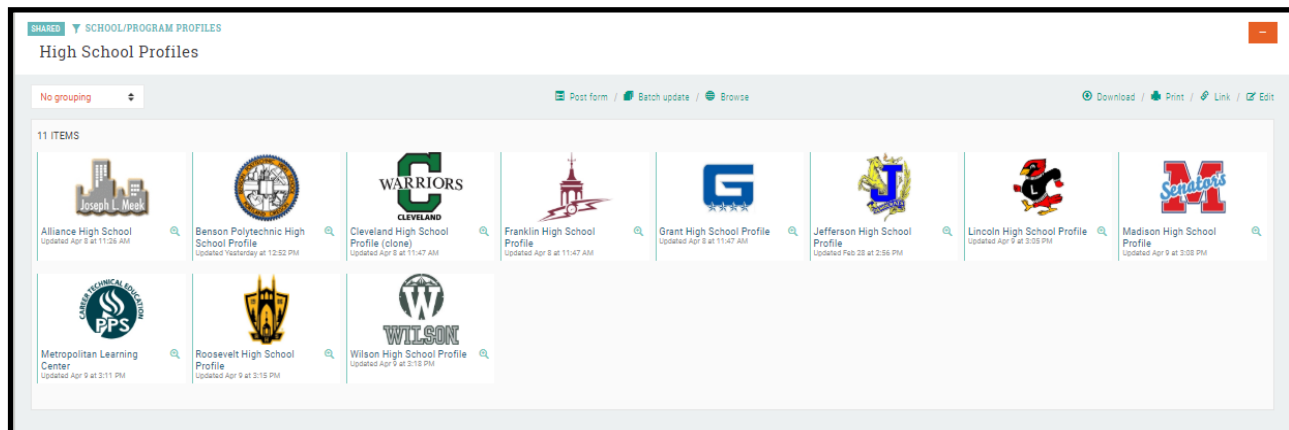 SHARED SCHOOL/PROGRAM PROFILES
High School Profiles
No grouping
Post form / Batch update / Browse
Download / Print / Link / Edit
11 ITEMS
Joseph L. Meek
Alliance High School
Updated Apr 8 at 11:26 AM
Benson Polytechnic High
School Profile
Updated Yesterday at 12:52 PM
C
WARRIORS
CLEVELAND
Cleveland High School
Profile (clone)
Updated Apr 8 at 11:47 AM
Franklin High School
Profile
Updated Apr 8 at 11:47 AM
G
Grant High School Profile
Updated Apr 8 at 11:47 AM
J
Jefferson High School
Profile
Updated Feb 28 at 2:56 PM
L
Lincoln High School Profile
Updated Apr 9 at 3:05 PM
M
Senators
Madison High School
Profile
Updated Apr 9 at 3:08 PM
CAREER TECHNICAL EDUCATION
PPS
Metropolitan Learning
Center
Updated Apr 9 at 3:11 PM
Roosevelt High School
Profile
Updated Apr 9 at 3:15 PM
W
WILSON
Wilson High School Profile
Updated Apr 9 at 3:18 PM